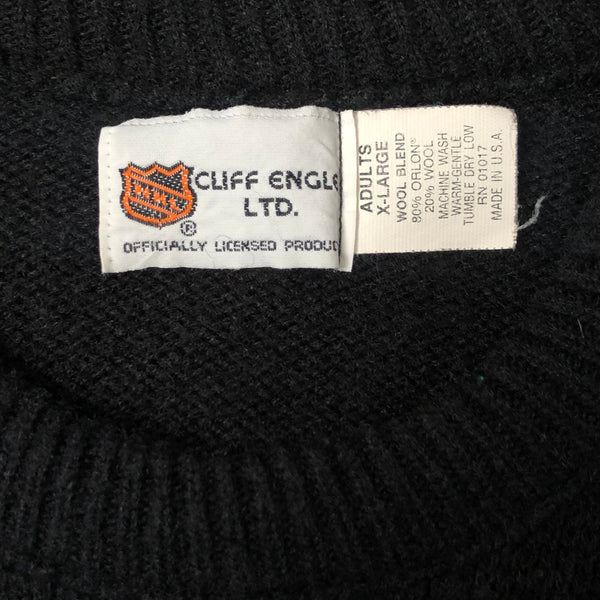 NHL
CLIFF ENGLE
LTD.
®
OFFICIALLY LICENSED PRODUC
ADULTS
X-LARGE
WOOL BLEND
80% ORLON®
20% WOOL
MACHINE WASH
WARM-GENTLE
TUMBLE DRY LOW
RN 01017
MADE IN U.S.A.